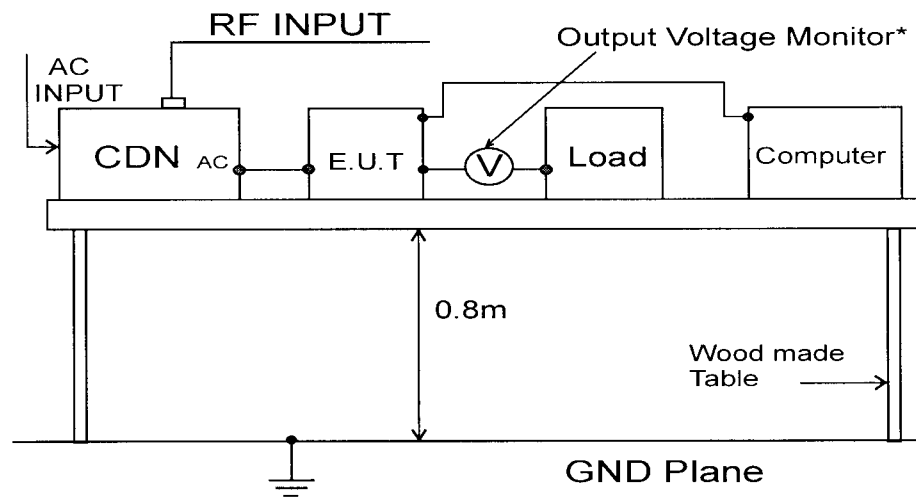 RF INPUT
Output Voltage Monitor*
AC
INPUT
CDN
AC
E.U.T
V
Load
Computer
0.8m
Wood made
Table
GND Plane